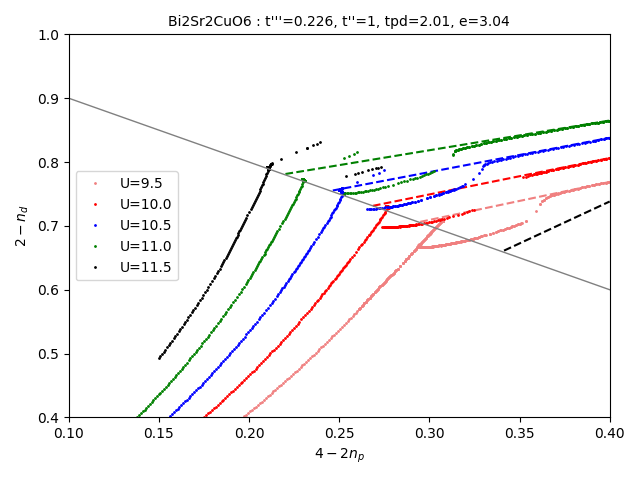 Bi2Sr2CuO6 : t'''=0.226, t''=1, tpd=2.01, e=3.04
1.0
0.9
0.8
0.7
0.6
0.5
0.4
2 − n_d
U=9.5
U=10.0
U=10.5
U=11.0
U=11.5
0.10 0.15 0.20 0.25 0.30 0.35 0.40
4 − 2n_p